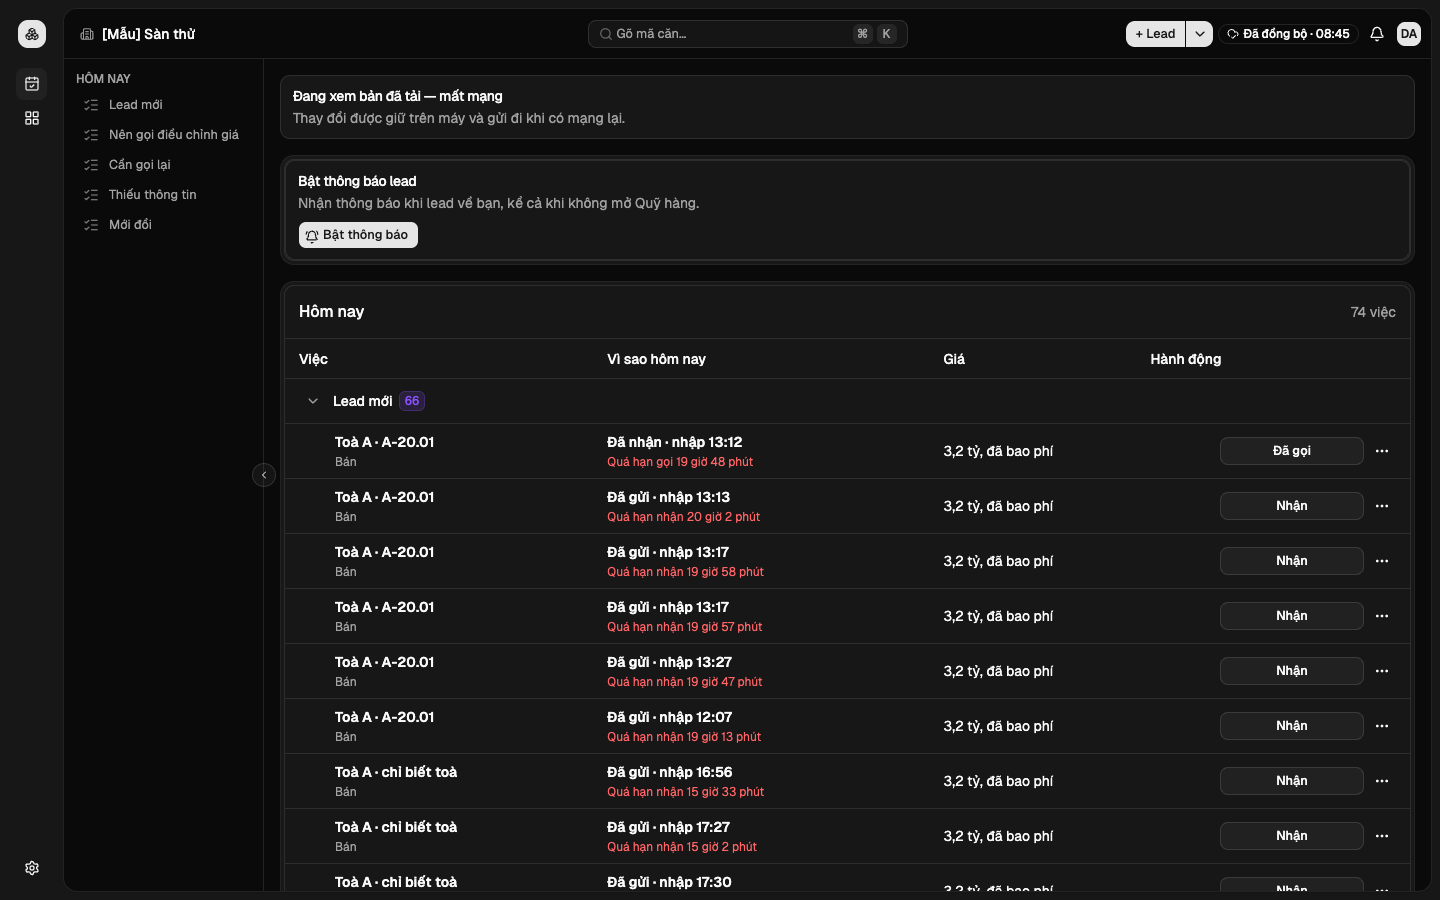 [Mẫu] Sàn thử
Gõ mã căn...
⌘ K
+ Lead
Đã đồng bộ · 08:45
DA
HÔM NAY
Lead mới
Nên gọi điều chỉnh giá
Cần gọi lại
Thiếu thông tin
Mới đổi
Đang xem bản đã tải — mất mạng
Thay đổi được giữ trên máy và gửi đi khi có mạng lại.
Bật thông báo lead
Nhận thông báo khi lead về bạn, kể cả khi không mở Quỹ hàng.
Bật thông báo
Hôm nay
74 việc
Việc Vì sao hôm nay Giá Hành động
Lead mới 66
Toà A · A-20.01 Đã nhận · nhập 13:12 3,2 tỷ, đã bao phí Đã gọi
Bán Quá hạn gọi 19 giờ 48 phút
Toà A · A-20.01 Đã gửi · nhập 13:13 3,2 tỷ, đã bao phí Nhận
Bán Quá hạn nhận 20 giờ 2 phút
Toà A · A-20.01 Đã gửi · nhập 13:17 3,2 tỷ, đã bao phí Nhận
Bán Quá hạn nhận 19 giờ 58 phút
Toà A · A-20.01 Đã gửi · nhập 13:17 3,2 tỷ, đã bao phí Nhận
Bán Quá hạn nhận 19 giờ 57 phút
Toà A · A-20.01 Đã gửi · nhập 13:27 3,2 tỷ, đã bao phí Nhận
Bán Quá hạn nhận 19 giờ 47 phút
Toà A · A-20.01 Đã gửi · nhập 12:07 3,2 tỷ, đã bao phí Nhận
Bán Quá hạn nhận 19 giờ 13 phút
Toà A · chỉ biết toà Đã gửi · nhập 16:56 3,2 tỷ, đã bao phí Nhận
Bán Quá hạn nhận 15 giờ 33 phút
Toà A · chỉ biết toà Đã gửi · nhập 17:27 3,2 tỷ, đã bao phí Nhận
Bán Quá hạn nhận 15 giờ 2 phút
Toà A · chỉ biết toà Đã gửi · nhập 17:30 3,2 tỷ, đã bao phí Nhận